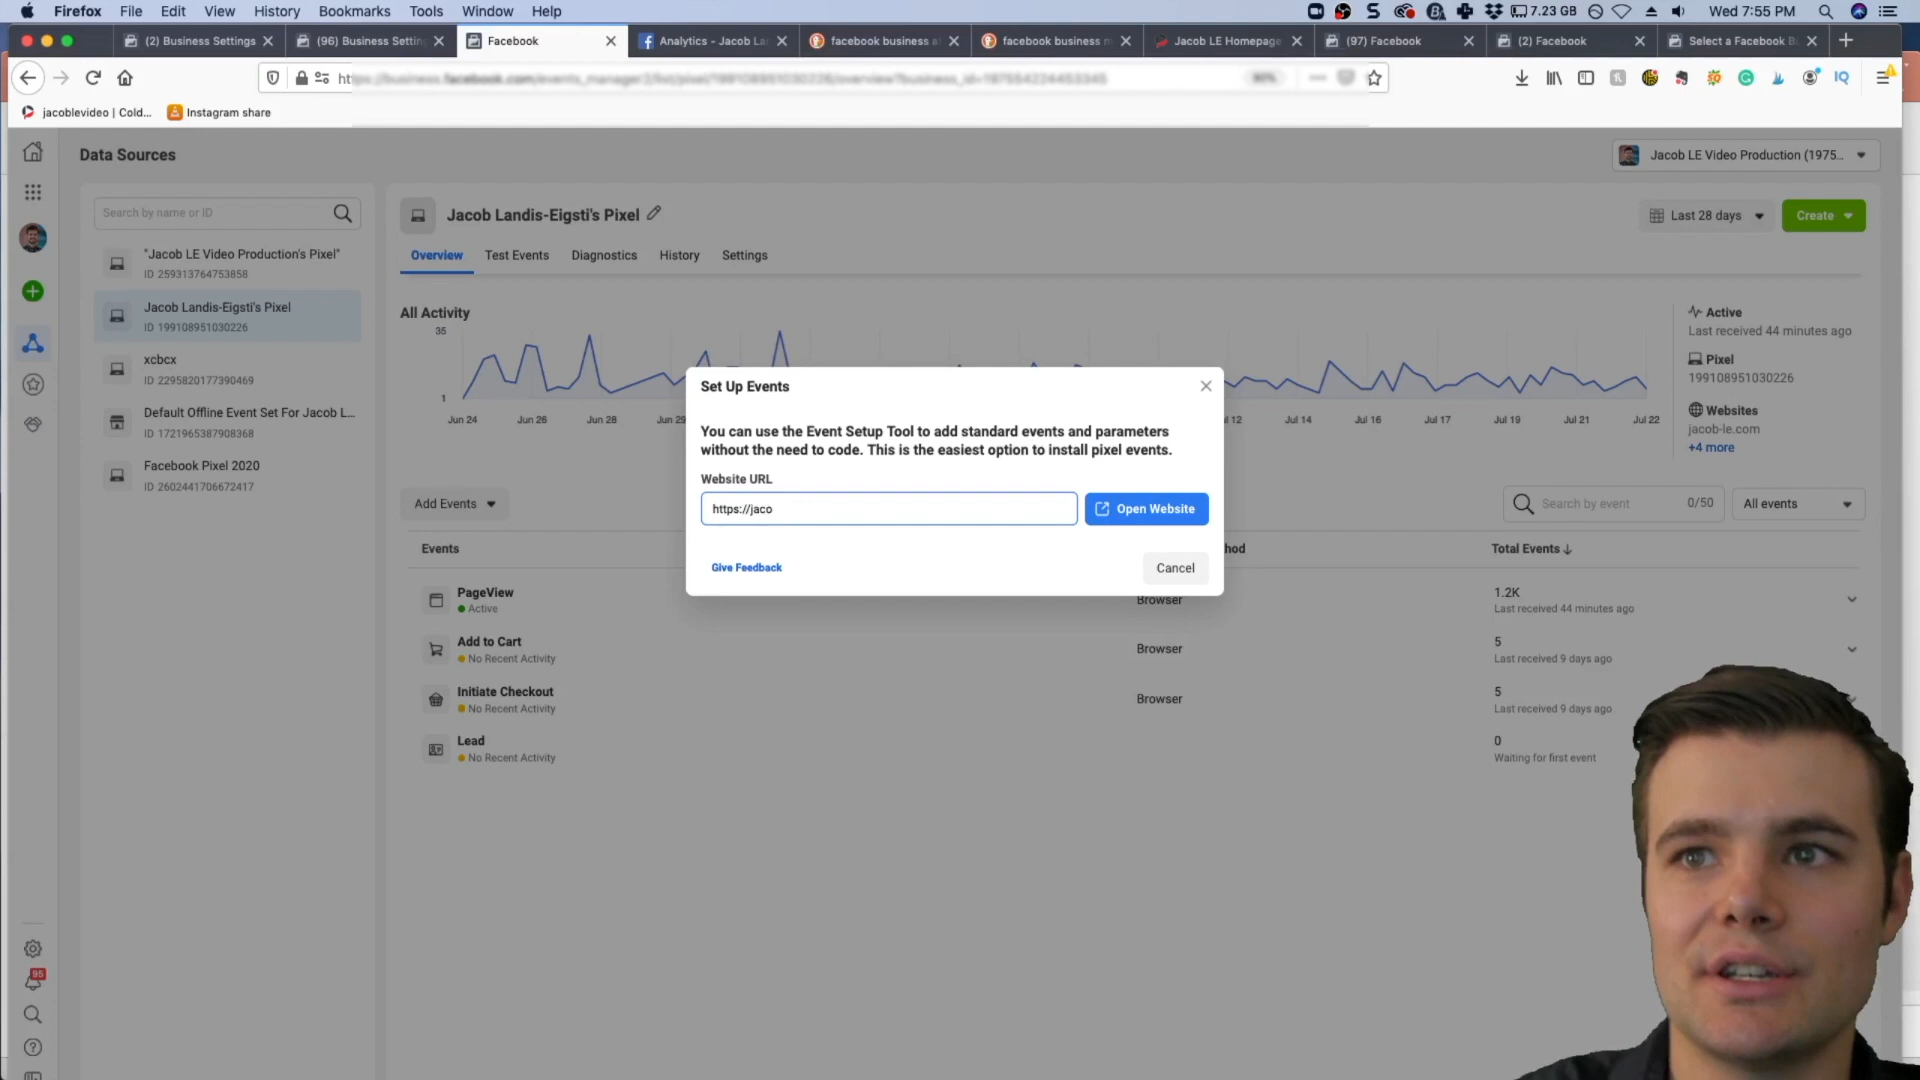 Firefox File Edit View History Bookmarks Tools Window Help 7.23 GB Wed 7:55 PM
(2) Business Settings (96) Business Settin Facebook Analytics - Jacob La facebook business a facebook business m Jacob LE Homepage (97) Facebook (2) Facebook Select a Facebook B
jacoblevideo | Cold... Instagram share
Data Sources
Jacob LE Video Production (1975...
Search by name or ID
"Jacob LE Video Production's Pixel"
ID 259313764753858
Jacob Landis-Eigsti's Pixel
ID 199108951030226
xcbcx
ID 2295820177390469
Default Offline Event Set For Jacob L...
ID 1721965387908368
Facebook Pixel 2020
ID 2602441706672417
95
Jacob Landis-Eigsti's Pixel
Last 28 days
Create
Overview Test Events Diagnostics History Settings
All Activity
35
1
Jun 24 Jun 26 Jun 28 Jun 29 l 12 Jul 14 Jul 16 Jul 17 Jul 19 Jul 21 Jul 22
Active
Last received 44 minutes ago
Pixel
199108951030226
Websites
jacob-le.com
+4 more
Set Up Events
You can use the Event Setup Tool to add standard events and parameters
without the need to code. This is the easiest option to install pixel events.
Website URL
https://jaco
Open Website
Give Feedback
Cancel
Add Events
Search by event 0/50
All events
Events hod Total Events
PageView
Active
Browser
1.2K
Last received 44 minutes ago
Add to Cart
No Recent Activity
Browser
5
Last received 9 days ago
Initiate Checkout
No Recent Activity
Browser
5
Last received 9 days ago
Lead
No Recent Activity
0
Waiting for first event